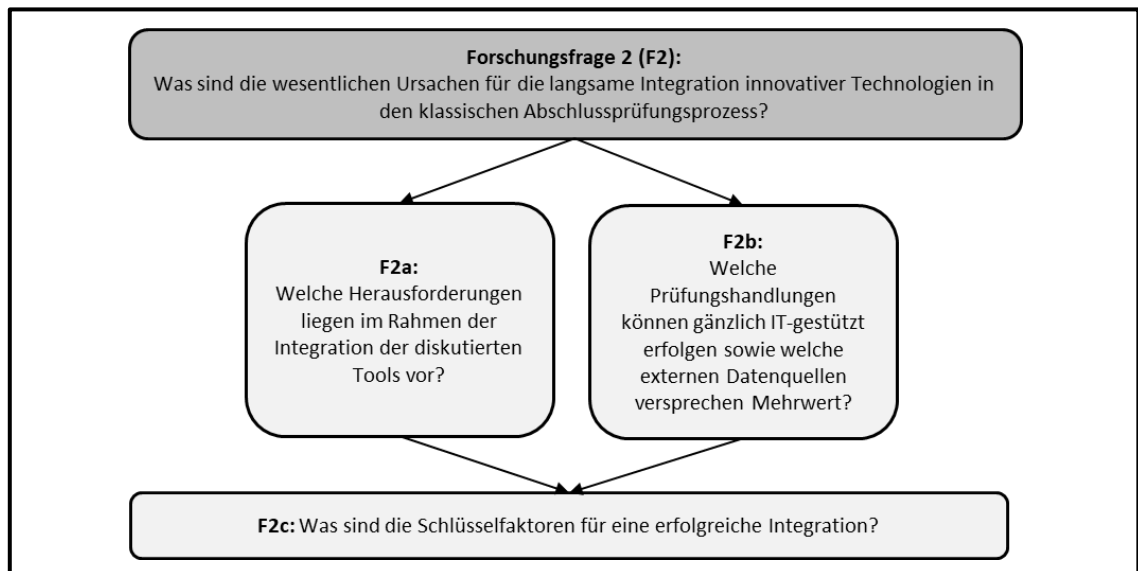 Forschungsfrage 2 (F2):
Was sind die wesentlichen Ursachen für die langsame Integration innovativer Technologien in
den klassischen Abschlussprüfungsprozess?
F2a:
Welche Herausforderungen
liegen im Rahmen der
Integration der diskutierten
Tools vor?
F2b:
Welche
Prüfungshandlungen
können gänzlich IT-gestützt
erfolgen sowie welche
externen Datenquellen
versprechen Mehrwert?
F2c: Was sind die Schlüsselfaktoren für eine erfolgreiche Integration?